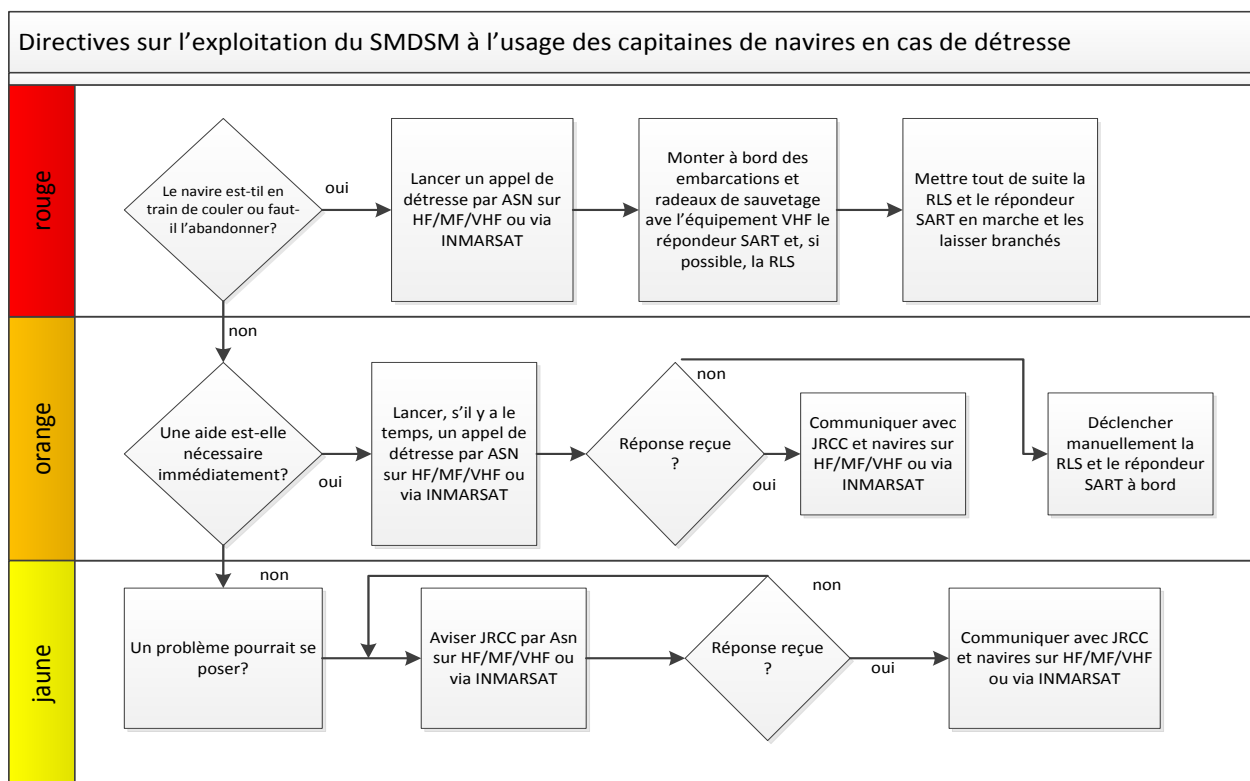 Directives sur l'exploitation du SMDSM à l'usage des capitaines de navires en cas de détresse
rouge
Le navire est-til en
train de couler ou faut-
il l'abandonner?
oui
Lancer un appel de
détresse par ASN sur
HF/MF/VHF ou via
INMARSAT
Monter à bord des
embarcations et
radeaux de sauvetage
ave l'équipement VHF le
répondeur SART et, si
possible, la RLS
Mettre tout de suite la
RLS et le répondeur
SART en marche et les
laisser branchés
non
orange
Une aide est-elle
nécessaire
immédiatement?
oui
Lancer, s'il y a le
temps, un appel de
détresse par ASN
sur HF/MF/VHF ou
via INMARSAT
Réponse reçue
?
non
oui
Communiquer avec
JRCC et navires sur
HF/MF/VHF ou via
INMARSAT
Déclencher
manuellement la
RLS et le répondeur
SART à bord
non
jaune
Un problème pourrait se
poser?
Aviser JRCC par Asn
sur HF/MF/VHF ou
via INMARSAT
Réponse reçue
?
non
oui
Communiquer avec JRCC
et navires sur HF/MF/VHF
ou via INMARSAT